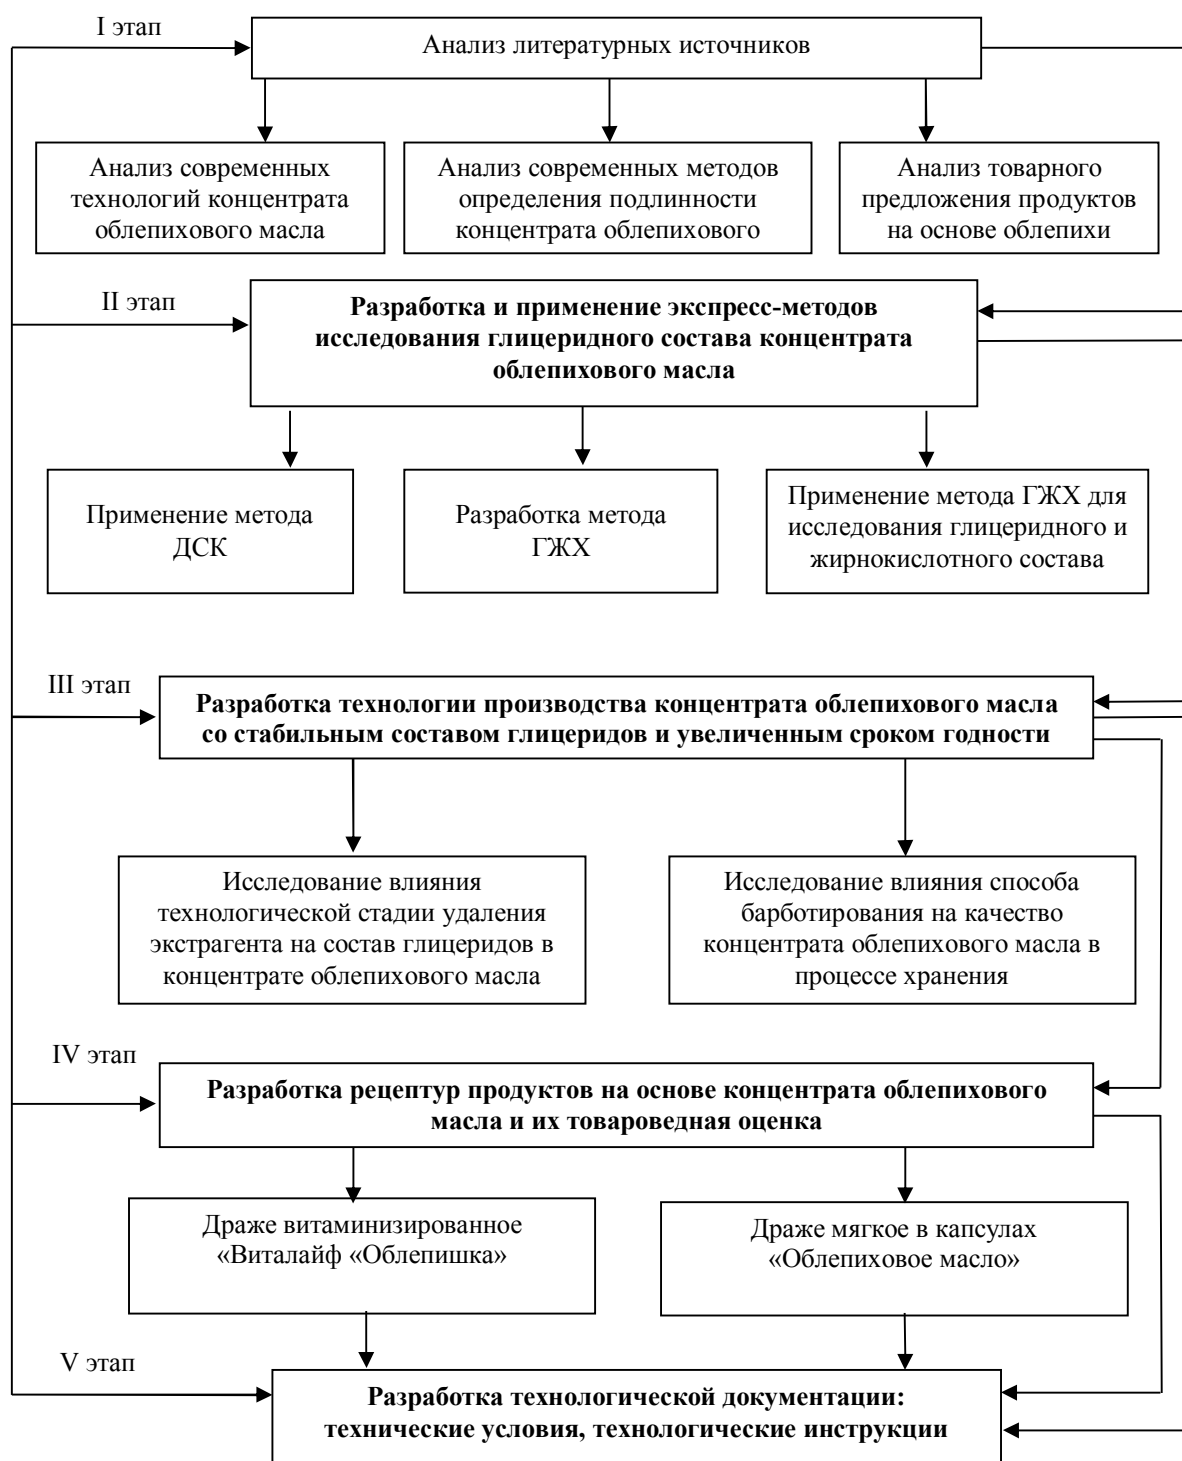 I этап
Анализ литературных источников
Анализ современных
технологий концентрата
облепихового масла
Анализ современных методов
определения подлинности
концентрата облепихового
Анализ товарного
предложения продуктов
на основе облепихи
II этап
Разработка и применение экспресс-методов
исследования глицеридного состава концентрата
облепихового масла
Применение метода
ДСК
Разработка метода
ГЖХ
Применение метода ГЖХ для
исследования глицеридного и
жирнокислотного состава
III этап
Разработка технологии производства концентрата облепихового масла
со стабильным составом глицеридов и увеличенным сроком годности
Исследование влияния
технологической стадии удаления
экстрагента на состав глицеридов в
концентрате облепихового масла
Исследование влияния способа
барботирования на качество
концентрата облепихового масла в
процессе хранения
IV этап
Разработка рецептур продуктов на основе концентрата облепихового
масла и их товароведная оценка
Драже витаминизированное
«Виталайф «Облепишка»
Драже мягкое в капсулах
«Облепиховое масло»
V этап
Разработка технологической документации:
технические условия, технологические инструкции